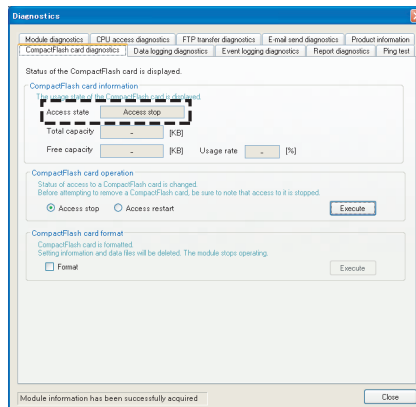 Diagnostics
Module diagnostics CPU access diagnostics FTP transfer diagnostics E-mail send diagnostics Product information
CompactFlash card diagnostics Data logging diagnostics Event logging diagnostics Report diagnostics Ping test
Status of the CompactFlash card is displayed.
CompactFlash card information
The usage state of the CompactFlash card is displayed.
Access state Access stop
Total capacity - [KB]
Free capacity - [KB] Usage rate - [%]
CompactFlash card operation
Status of access to a CompactFlash card is changed.
Before attempting to remove a CompactFlash card, be sure to note that access to it is stopped.
Access stop Access restart Execute
CompactFlash card format
CompactFlash card is formatted.
Setting information and data files will be deleted. The module stops operating.
Format Execute
Module information has been successfully acquired Close